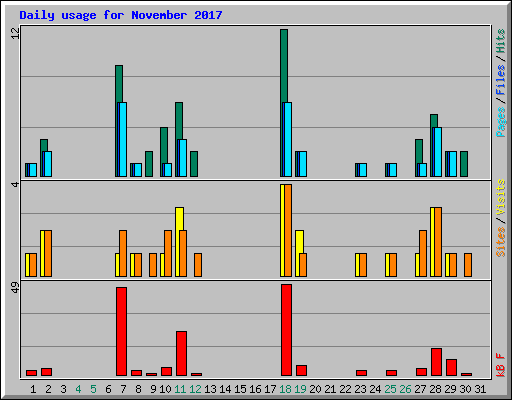 Daily usage for November 2017
12
4
49
Pages/Files/Hits
Sites/Visits
kB F
1 2 3 4 5 6 7 8 9 10 11 12 13 14 15 16 17 18 19 20 21 22 23 24 25 26 27 28 29 30 31